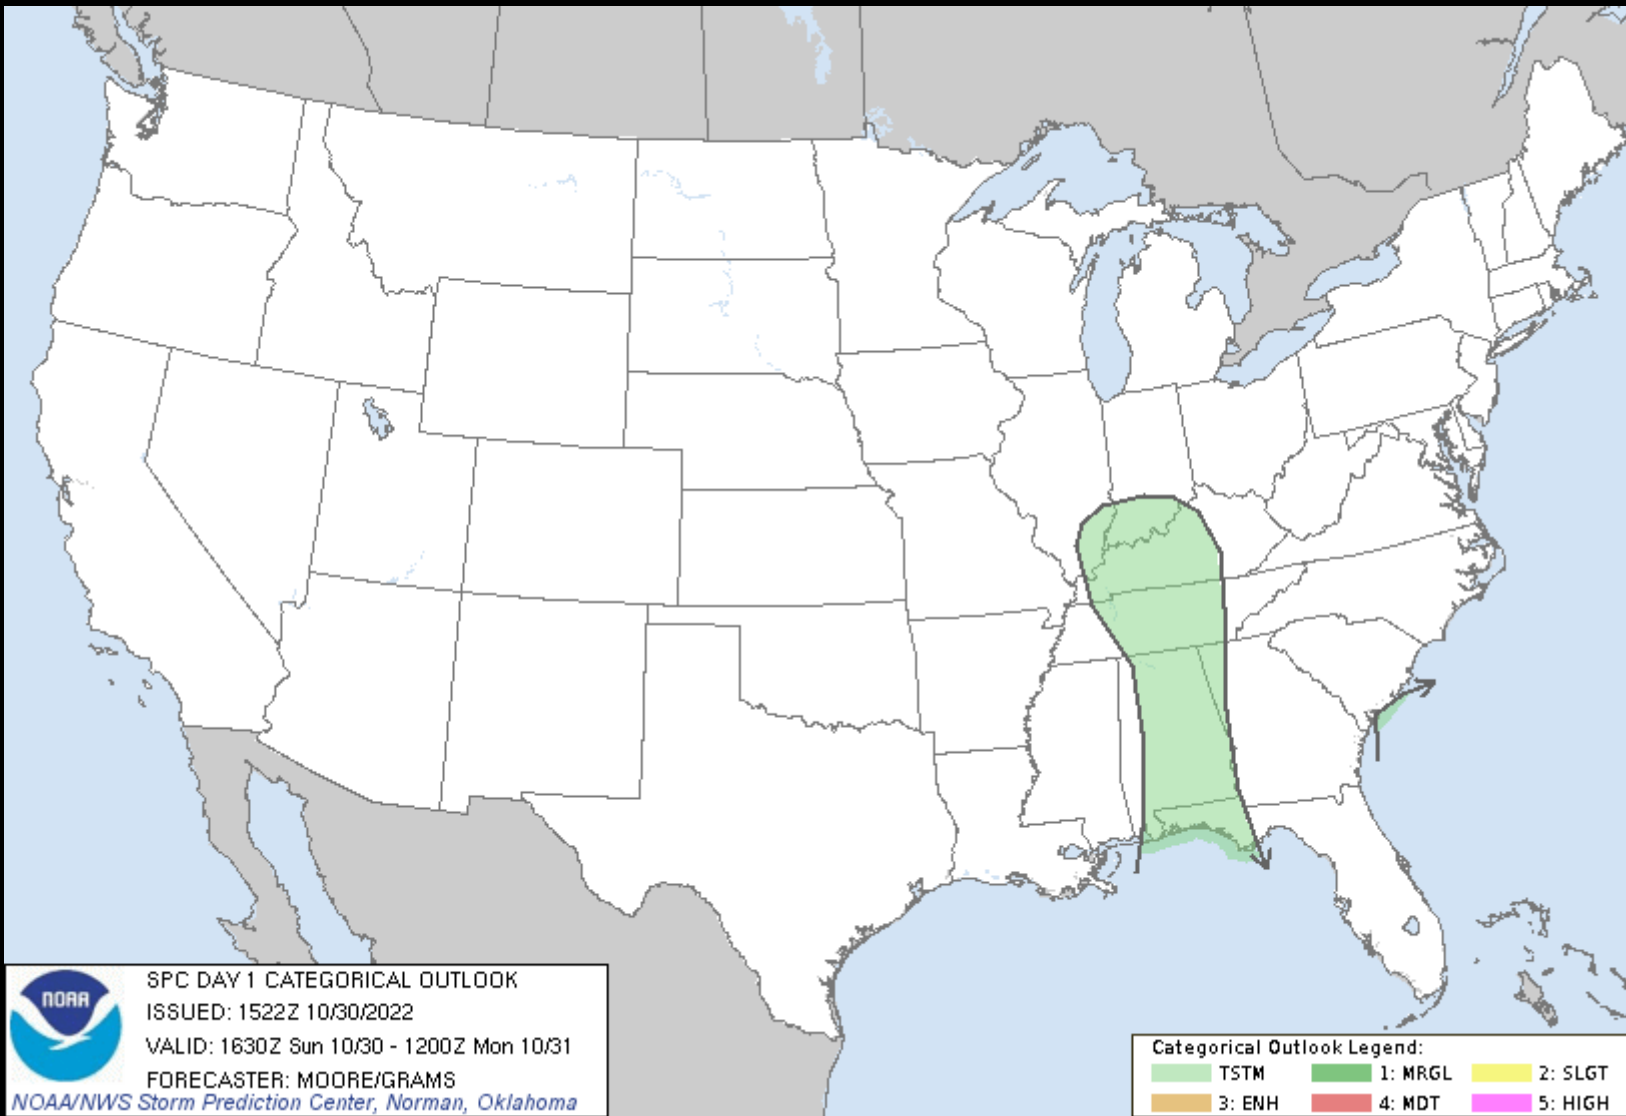 NOAA
SPC DAY 1 CATEGORICAL OUTLOOK
ISSUED: 1522Z 10/30/2022
VALID: 1630Z Sun 10/30 - 1200Z Mon 10/31
FORECASTER: MOORE/GRAMS
NOAA/NWS Storm Prediction Center, Norman, Oklahoma
Categorical Outlook Legend:
TSTM 1: MRGL 2: SLGT
3: ENH 4: MDT 5: HIGH